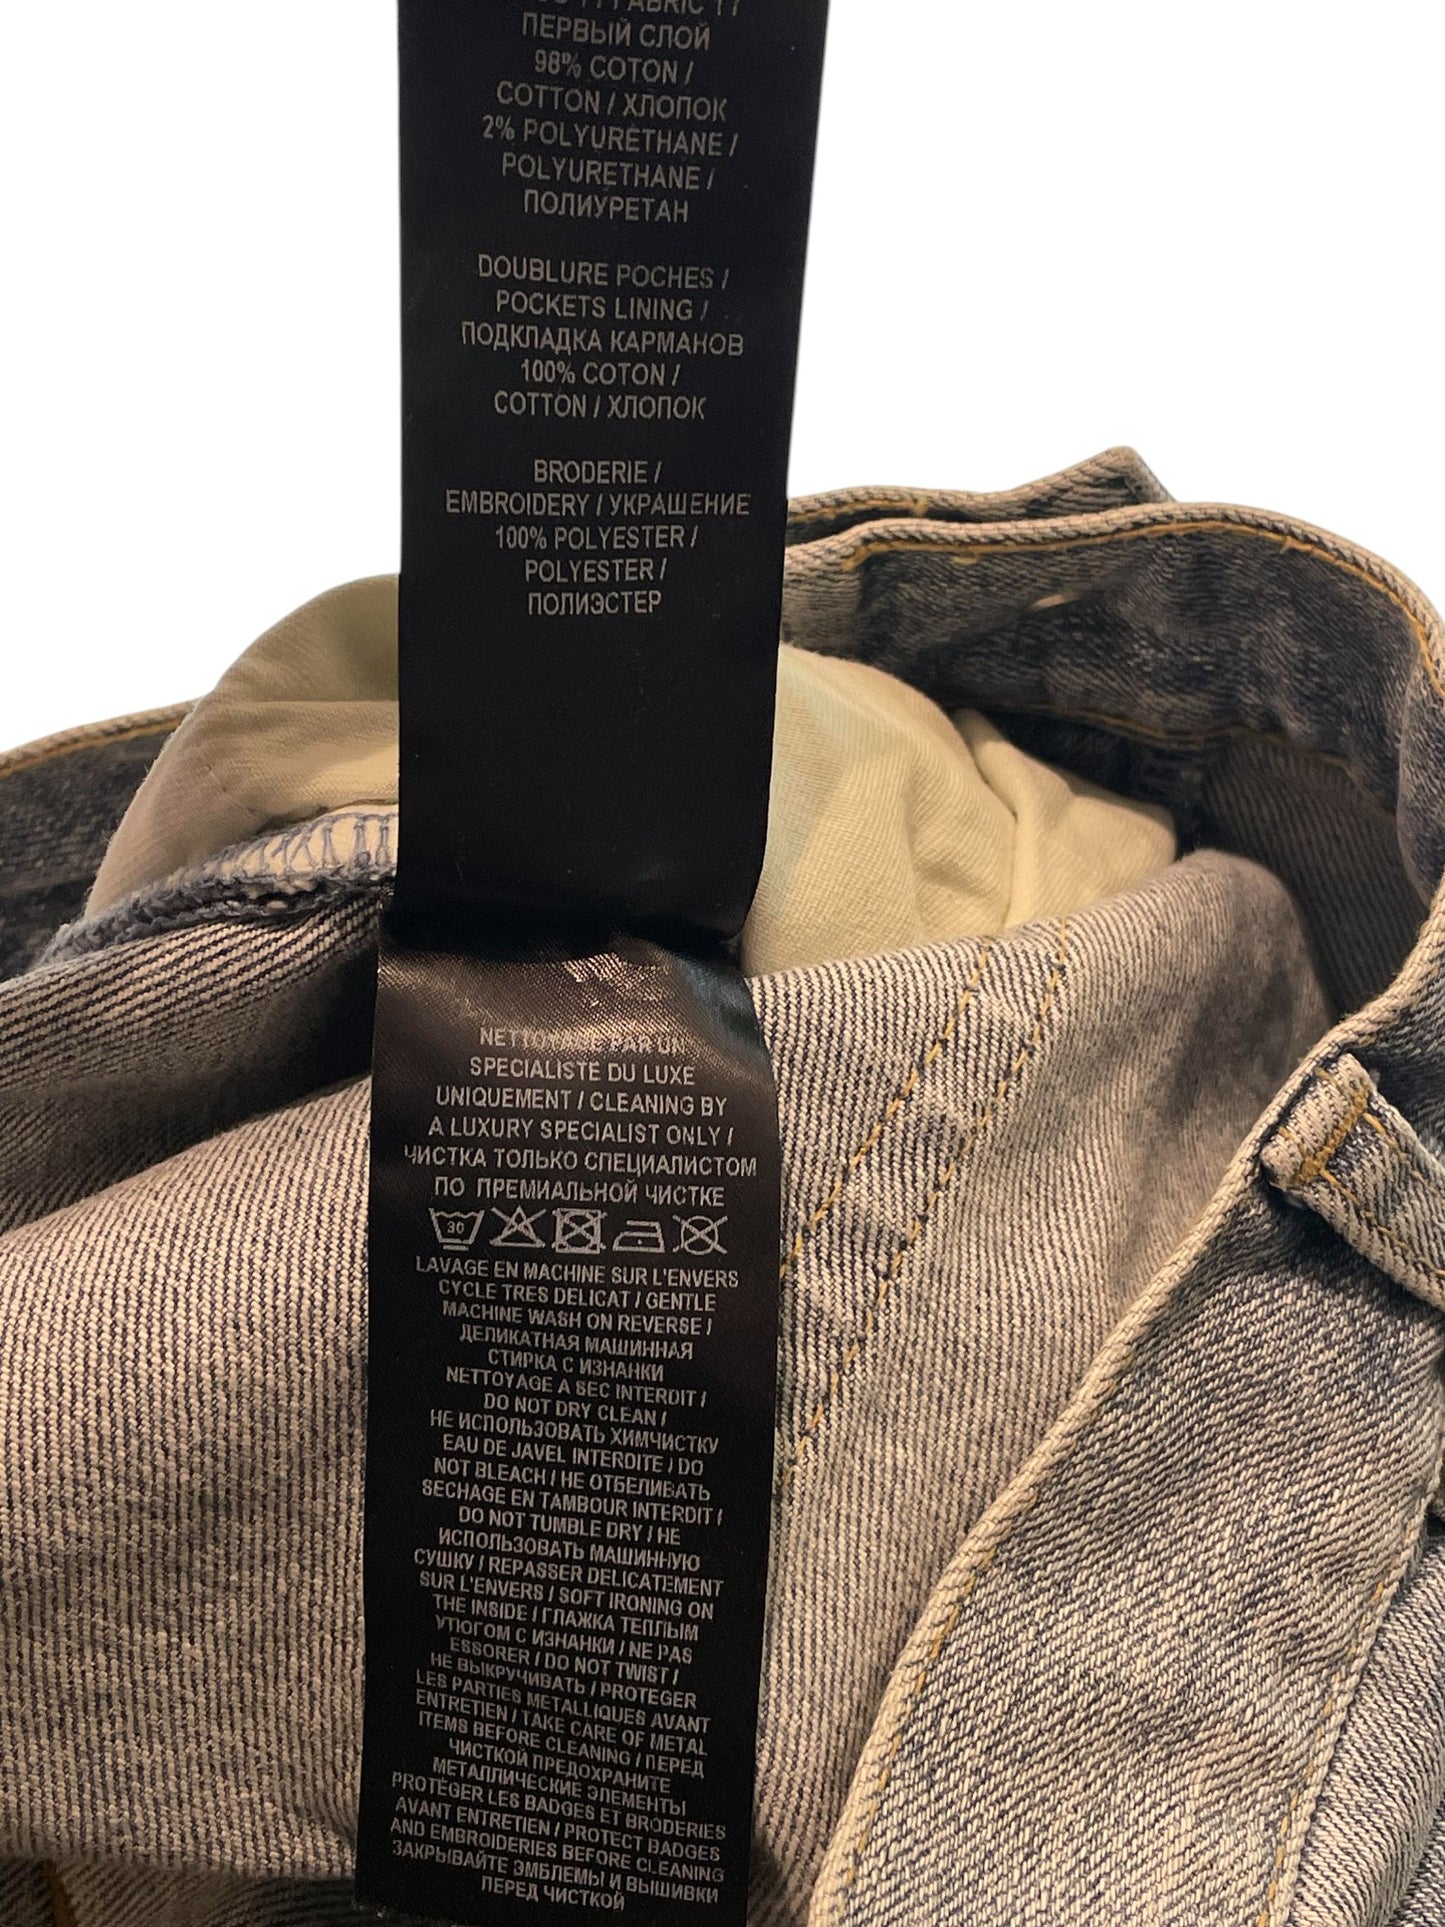 FABRIC 1 /
ПЕРВЫЙ СЛОЙ
98% COTON /
COTTON / ХЛОПОК
2% POLYURÉTHANE /
POLYURETHANE /
ПОЛИУРЕТАН
DOUBLURE POCHES /
POCKETS LINING /
ПОДКЛАДКА КАРМАНОВ
100% COTON /
COTTON / ХЛОПОК
BRODERIE /
EMBROIDERY / УКРАШЕНИЕ
100% POLYESTER /
POLYESTER /
ПОЛИЭСТЕР
NETTOYAGE PAR UN
SPECIALISTE DU LUXE
UNIQUEMENT / CLEANING BY
A LUXURY SPECIALIST ONLY /
ЧИСТКА ТОЛЬКО СПЕЦИАЛИСТОМ
ПО ПРЕМИАЛЬНОЙ ЧИСТКЕ
30
LAVAGE EN MACHINE SUR L'ENVERS
CYCLE TRES DELICAT / GENTLE
MACHINE WASH ON REVERSE /
ДЕЛИКАТНАЯ МАШИННАЯ
СТИРКА С ИЗНАНКИ
NETTOYAGE A SEC INTERDIT /
DO NOT DRY CLEAN /
НЕ ИСПОЛЬЗОВАТЬ ХИМЧИСТКУ
EAU DE JAVEL INTERDITE / DO
NOT BLEACH / НЕ ОТБЕЛИВАТЬ
SECHAGE EN TAMBOUR INTERDIT /
DO NOT TUMBLE DRY / НЕ
ИСПОЛЬЗОВАТЬ МАШИННУЮ
СУШКУ / REPASSER DELICATEMENT
SUR L'ENVERS / SOFT IRONING ON
THE INSIDE / ГЛАЖКА ТЕПЛЫМ
УТЮГОМ С ИЗНАНКИ / NE PAS
ESSORER / DO NOT TWIST /
НЕ ВЫКРУЧИВАТЬ / PROTEGER
LES PARTIES METALLIQUES AVANT
ENTRETIEN / TAKE CARE OF METAL
ITEMS BEFORE CLEANING / ПЕРЕД
ЧИСТКОЙ ПРЕДОХРАНИТЕ
МЕТАЛЛИЧЕСКИЕ ЭЛЕМЕНТЫ
PROTÉGER LES BADGES ET BRODERIES
AVANT ENTRETIEN / PROTECT BADGES
AND EMBROIDERIES BEFORE CLEANING
ЗАКРЫВАЙТЕ ЭМБЛЕМЫ И ВЫШИВКИ
ПЕРЕД ЧИСТКОЙ